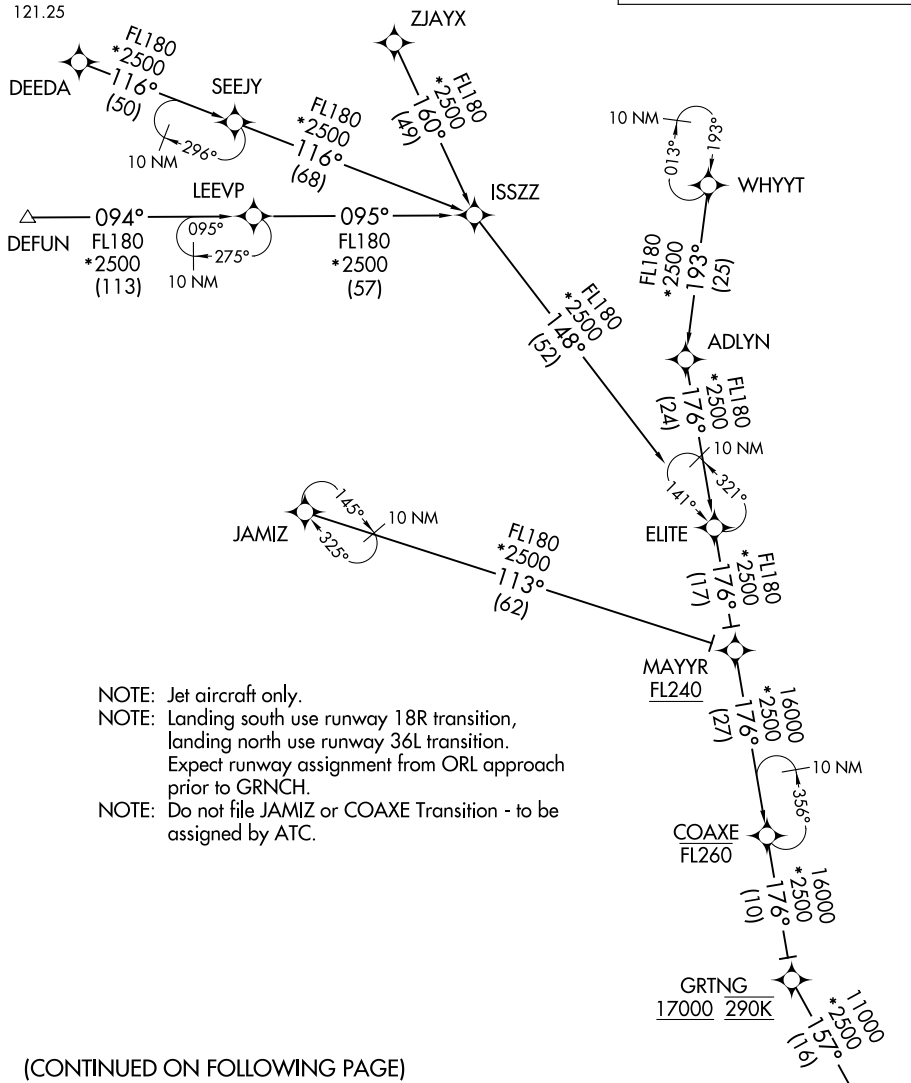 121.25
ZJAYX
DEEDA
FL180
*2500
116°
(50)
SEEJY
10 NM
296°
FL180
*2500
116°
(68)
FL180
*2500
160°
(49)
ISSZZ
10 NM
013°
193°
WHYYT
LEEVP
DEFUN
094°
FL180
*2500
(113)
095°
275°
10 NM
095°
FL180
*2500
(57)
FL180
*2500
193°
(25)
FL180
*2500
148°
(52)
ADLYN
FL180
*2500
176°
(24)
10 NM
321°
141°
ELITE
JAMIZ
145°
325°
10 NM
FL180
*2500
113°
(62)
FL180
*2500
176°
(17)
MAYYR
FL240
16000
*2500
176°
(27)
10 NM
356°
COAXE
FL260
16000
*2500
176°
(10)
GRTNG
17000 290K
11000
*2500
157°
(16)
NOTE: Jet aircraft only.
NOTE: Landing south use runway 18R transition,
landing north use runway 36L transition.
Expect runway assignment from ORL approach
prior to GRNCH.
NOTE: Do not file JAMIZ or COAXE Transition - to be
assigned by ATC.
(CONTINUED ON FOLLOWING PAGE)